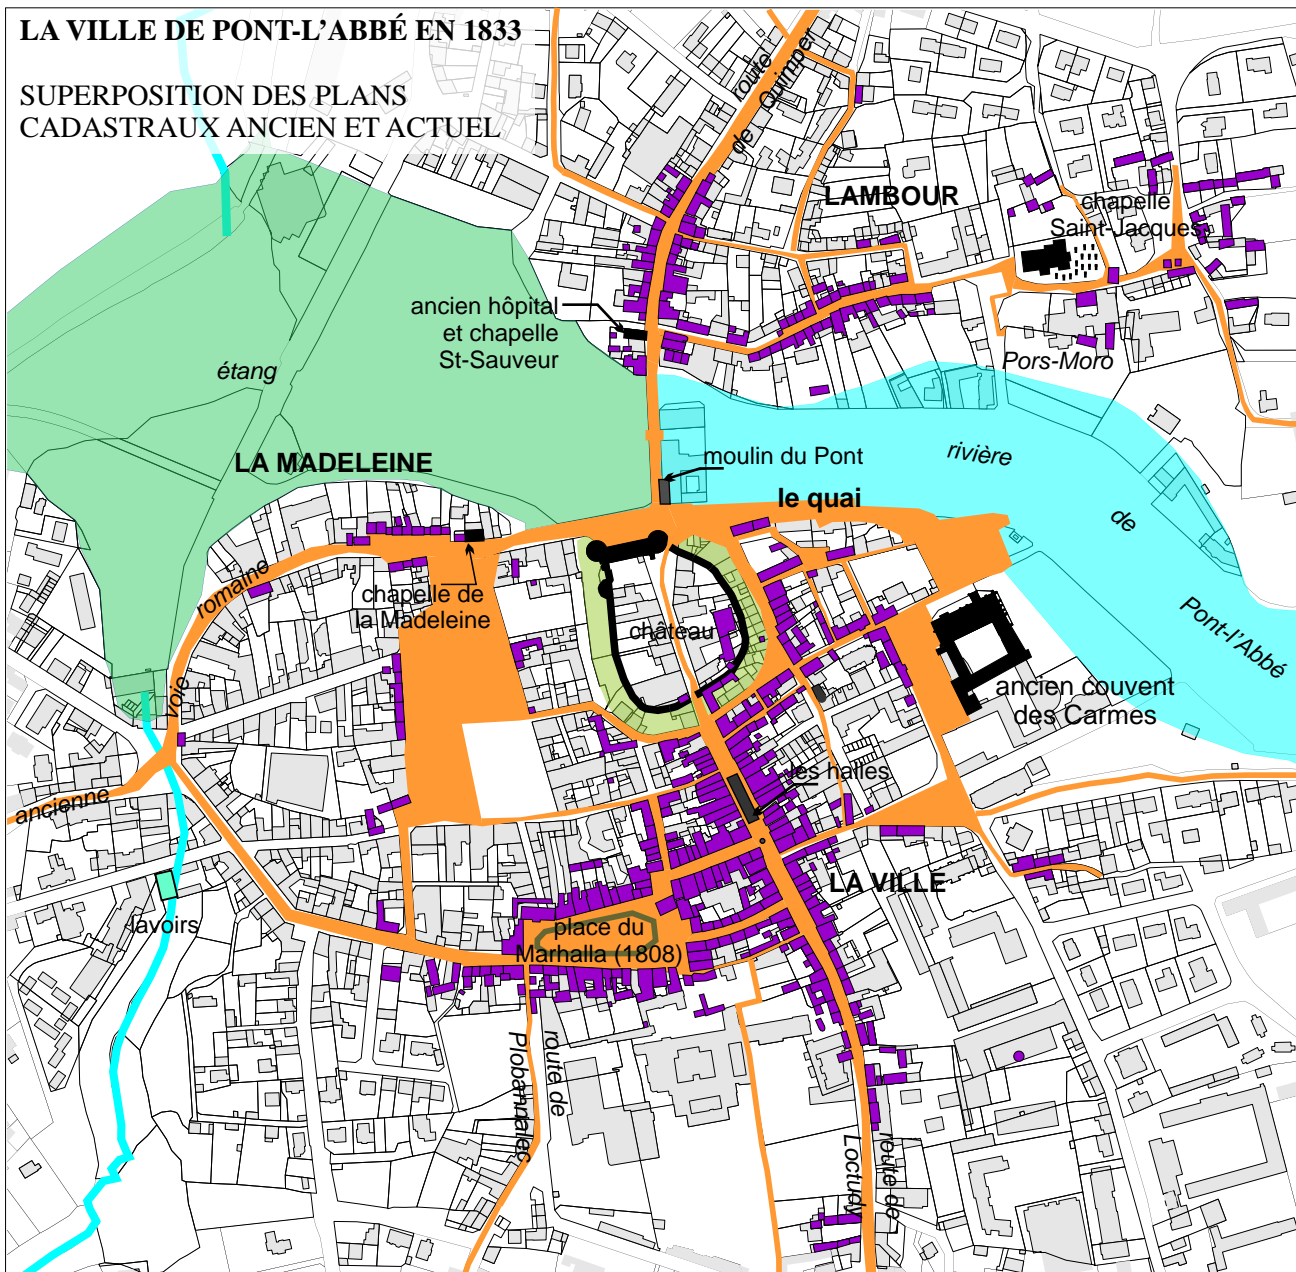 LA VILLE DE PONT-L'ABBÉ EN 1833
SUPERPOSITION DES PLANS
CADASTRAUX ANCIEN ET ACTUEL
route
de Quimper
LAMBOUR
chapelle
Saint-Jacques
ancien hôpital
et chapelle
St-Sauveur
étang
Pors-Moro
LA MADELEINE
moulin du Pont
rivière
de
Pont-l'Abbé
le quai
voie
romaine
chapelle de
la Madeleine
château
ancien couvent
des Carmes
ancienne
les halles
LA VILLE
lavoirs
place du
Marhalla (1808)
route de
Plobannalec
route de
Loctudy